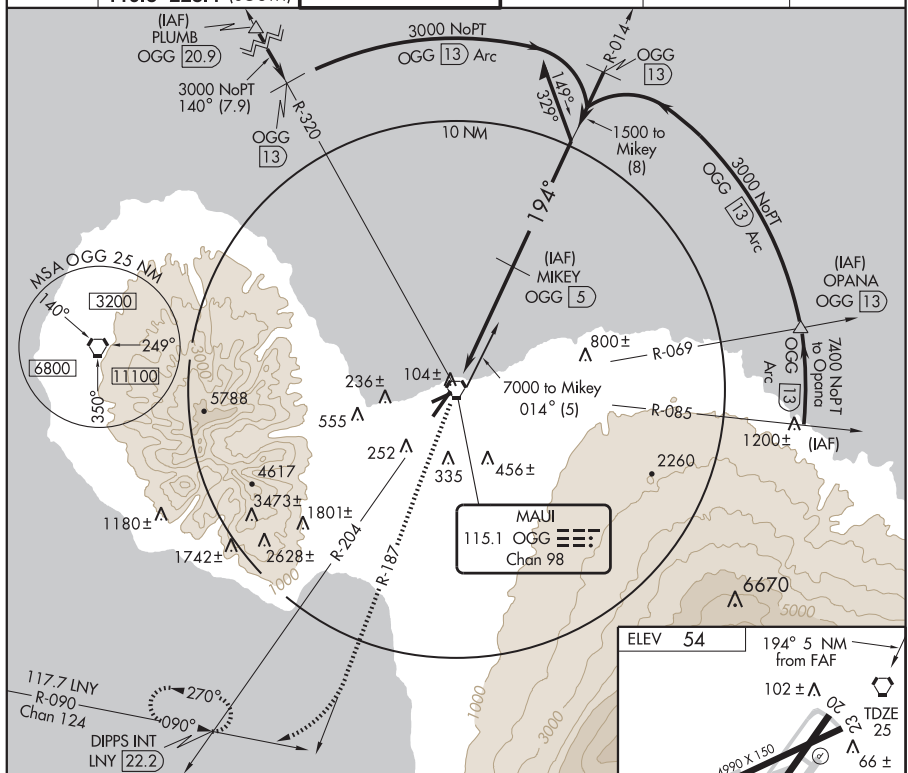 (IAF)
PLUMB
OGG 20.9
3000 NoPT
140° (7.9)
OGG
13
R-320
3000 NoPT
OGG 13 Arc
149°
329°
R-014
OGG
13
1500 to
Mikey
(8)
10 NM
194°
3000 NoPT
OGG 13 Arc
(IAF)
MIKEY
OGG 5
(IAF)
OPANA
OGG 13
MSA OGG 25 NM
3200
140°
249°
6800
11100
350°
3000
5788
236±
104±
555
7000 to Mikey
014° (5)
800±
R-069
R-085
7400 NoPT
to Opana
OGG 13
Arc
1200±
(IAF)
252
335
456±
2260
4617
3473±
1801±
1180±
1742±
2628±
1000
R-204
R-187
MAUI
115.1 OGG
Chan 98
6670
5000
1000
3000
117.7 LNY
R-090
Chan 124
270°
090°
DIPPS INT
LNY 22.2
ELEV 54
194° 5 NM
from FAF
102±
20
23
TDZE
25
66±
4990 X 150